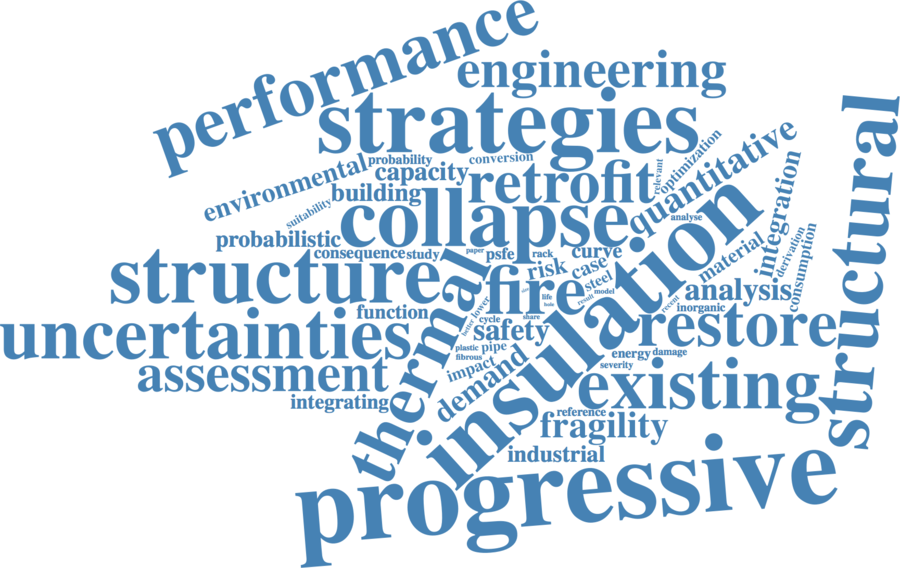 performance
engineering
strategies
structural
environmental
probability
conversion
capacity
retrofit
relevant
optimization
quantitative
building
suitability
collapse
analyse
integration
probabilistic
consequence
study
paper
psfe
rack
curve
derivation
consumption
structure
thermal
fire
risk
case
steel
material
insulation
life
model
result
recent
analysis
inorganic
function
lower
better
cycle
share
safety
restore
uncertainties
plastic
pipe
fibrous
energy
damage
severity
assessment
impact
demand
existing
integrating
reference
fragility
industrial
progressive